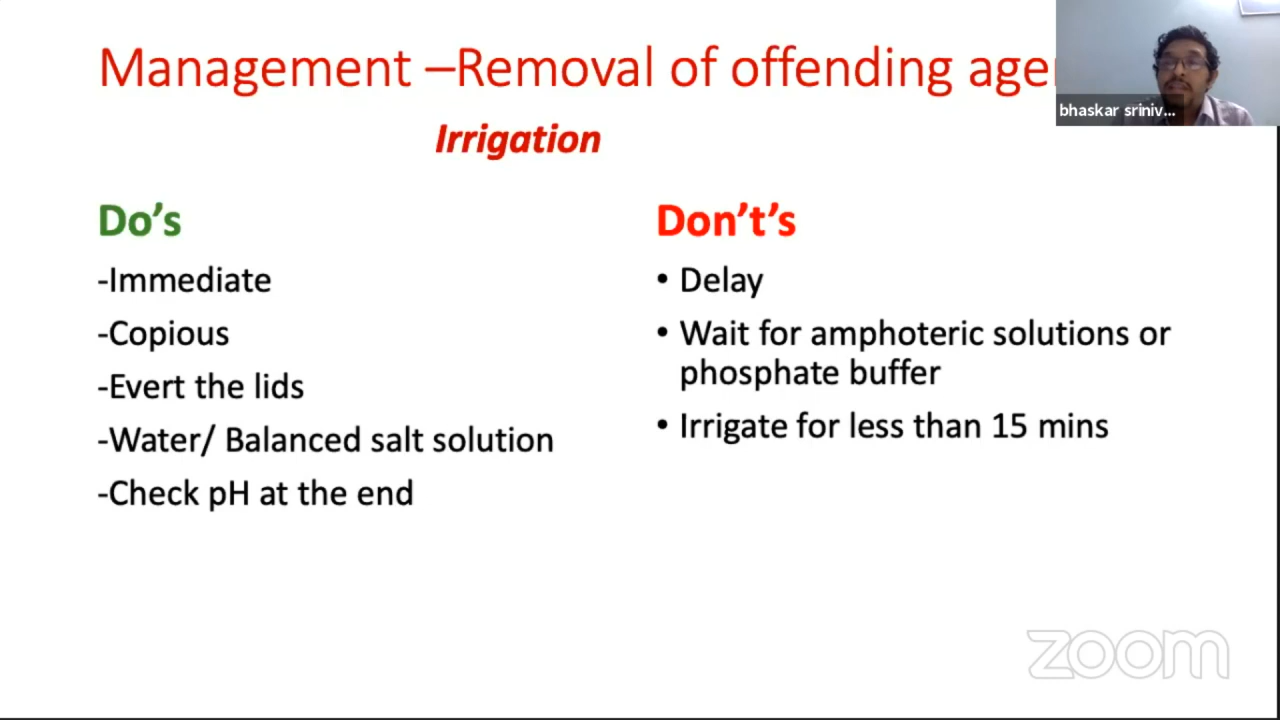 Management –Removal of offending
bhaskar sriniv...
Irrigation
Do’s
-Immediate
-Copious
-Evert the lids
-Water/ Balanced salt solution
-Check pH at the end
Don’t’s
• Delay
• Wait for amphoteric solutions or
phosphate buffer
• Irrigate for less than 15 mins
zoom